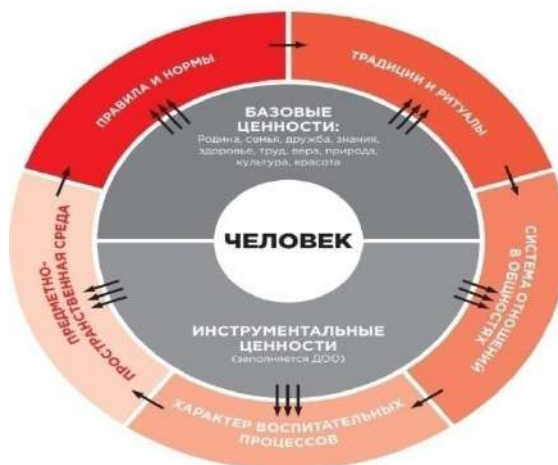 ПРАВИЛА И НОРМЫ
ТРАДИЦИИ И РИТУАЛЫ
БАЗОВЫЕ
ЦЕННОСТИ:
Родина, семья, дружба, знания,
здоровье, труд, вера, природа,
культура, красота
ЧЕЛОВЕК
ПРЕДМЕТНО-
ПРОСТРАНСТВЕННАЯ СРЕДА
СИСТЕМА ОТНОШЕНИЙ
В ОБЩНОСТЯХ
ИНСТРУМЕНТАЛЬНЫЕ
ЦЕННОСТИ
(заполняется ДОО)
ХАРАКТЕР ВОСПИТАТЕЛЬНЫХ
ПРОЦЕССОВ